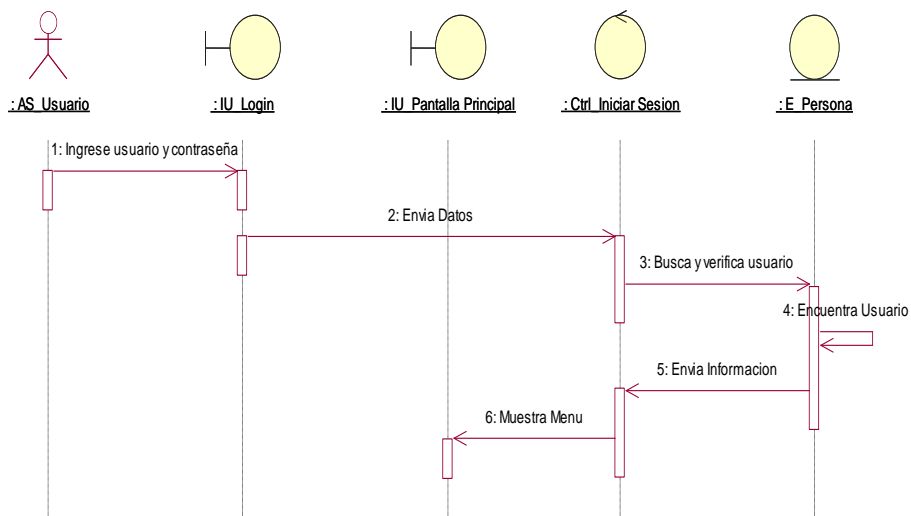 : AS_Usuario
: IU_Login
: IU_Pantalla Principal
: Ctrl_Iniciar Sesion
: E_Persona
1: Ingrese usuario y contraseña
2: Envia Datos
3: Busca y verifica usuario
4: Encuentra Usuario
5: Envia Informacion
6: Muestra Menu